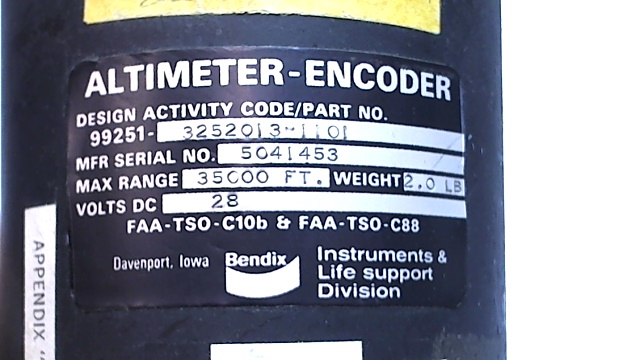 ALTIMETER-ENCODER
DESIGN ACTIVITY CODE/PART NO.
99251- 3252013-1101
MFR SERIAL NO. 5041453
MAX RANGE 35000 FT. WEIGHT 2.0 LB
VOLTS DC 28
FAA-TSO-C10b & FAA-TSO-C88
Davenport, Iowa Bendix
Instruments &
Life support
Division
APPENDIX "